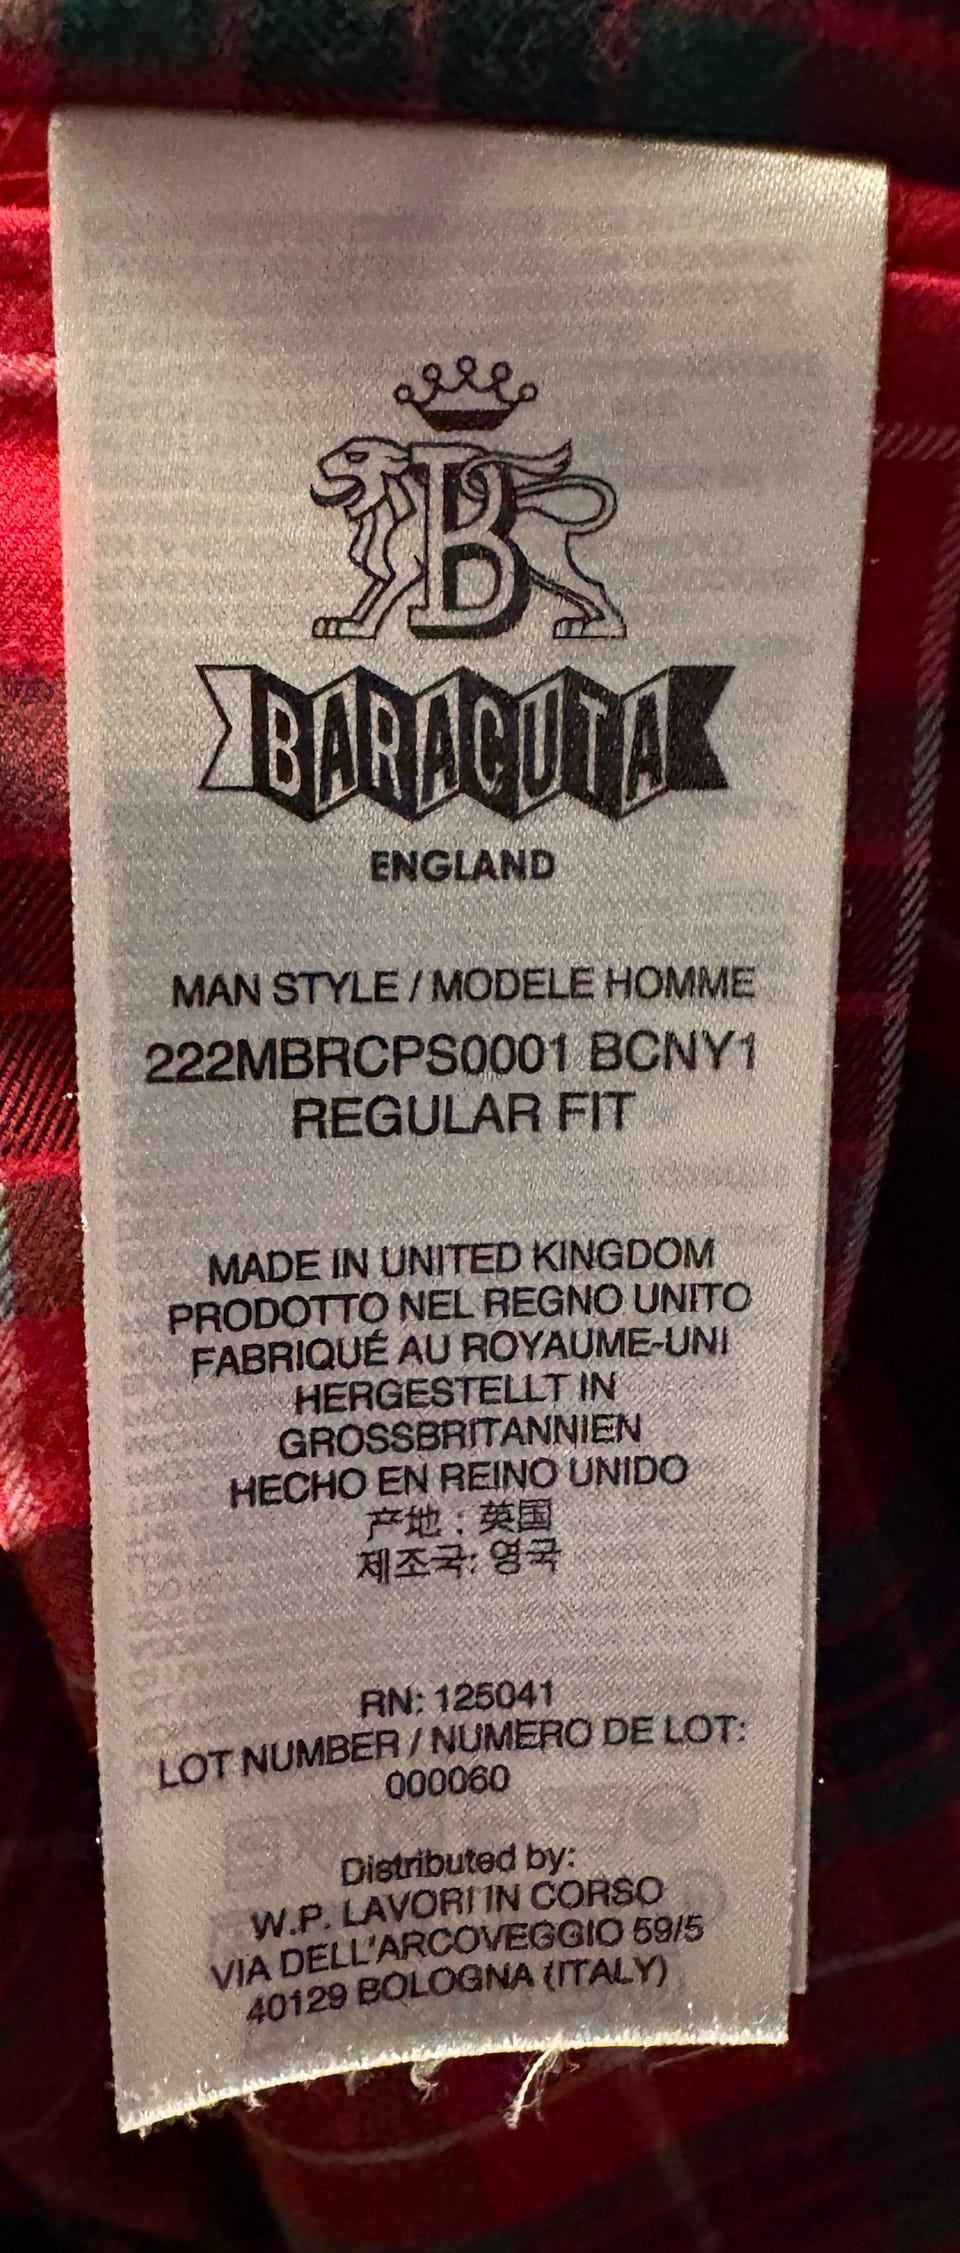 B
BARACUTA
ENGLAND
MAN STYLE / MODELE HOMME
222MBRCPS0001 BCNY1
REGULAR FIT
MADE IN UNITED KINGDOM
PRODOTTO NEL REGNO UNITO
FABRIQUÉ AU ROYAUME-UNI
HERGESTELLT IN
GROSSBRITANNIEN
HECHO EN REINO UNIDO
产地 : 英国
제조국: 영국
RN: 125041
LOT NUMBER / NUMERO DE LOT:
000060
Distributed by:
W.P. LAVORI IN CORSO
VIA DELL'ARCOVEGGIO 59/5
40129 BOLOGNA (ITALY)